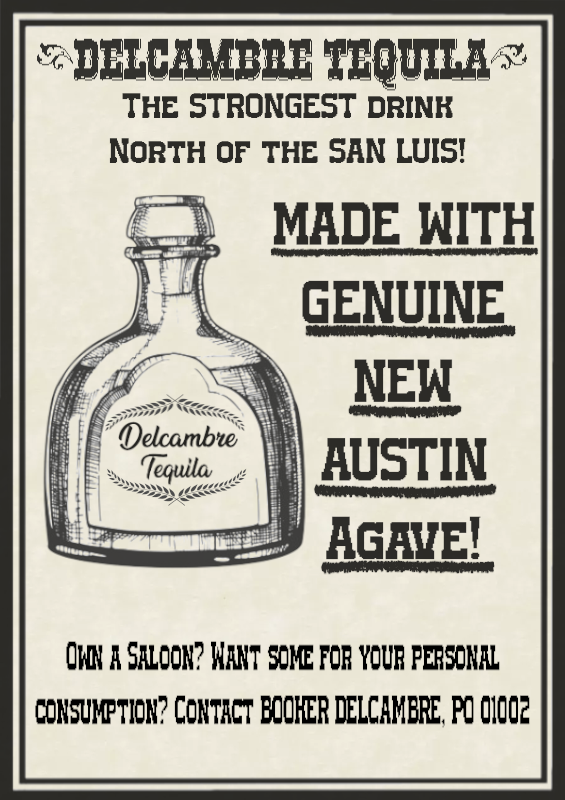 DELCAMBRE TEQUILA
THE STRONGEST DRINK
NORTH OF THE SAN LUIS!
MADE WITH
GENUINE
NEW
AUSTIN
AGAVE!
Delcambre
Tequila
OWN A SALOON? WANT SOME FOR YOUR PERSONAL
CONSUMPTION? CONTACT BOOKER DELCAMBRE, PO 01002